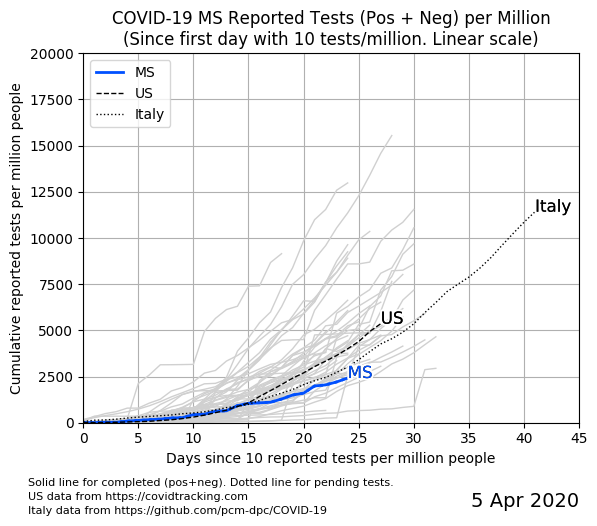 COVID-19 MS Reported Tests (Pos + Neg) per Million
(Since first day with 10 tests/million. Linear scale)
Cumulative reported tests per million people
20000
17500
15000
12500
10000
7500
5000
2500
0
MS
US
Italy
Italy
US
MS
0 5 10 15 20 25 30 35 40 45
Days since 10 reported tests per million people
Solid line for completed (pos+neg). Dotted line for pending tests.
US data from https://covidtracking.com
Italy data from https://github.com/pcm-dpc/COVID-19
5 Apr 2020